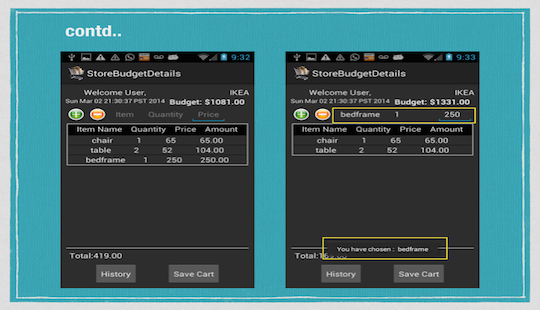 contd..
9:32
StoreBudgetDetails
Welcome User, IKEA
Sun Mar 02 21:30:37 PST 2014 Budget: $1081.00
Item Quantity Price
Item Name Quantity Price Amount
chair 1 65 65.00
table 2 52 104.00
bedframe 1 250 250.00
Total:419.00
History Save Cart
9:33
StoreBudgetDetails
Welcome User, IKEA
Sun Mar 02 21:30:37 PST 2014 Budget: $1331.00
bedframe 1 250
Item Name Quantity Price Amount
chair 1 65 65.00
table 2 52 104.00
You have chosen : bedframe
Total:169.00
History Save Cart